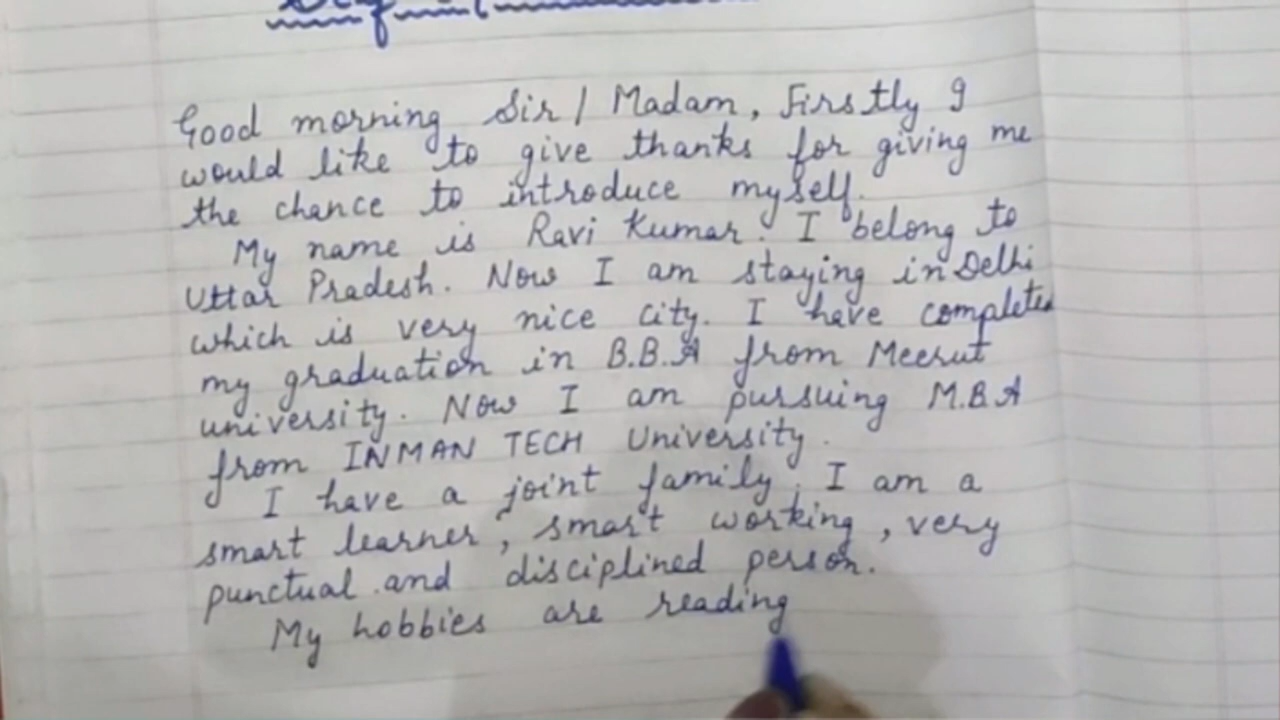 Good morning Sir / Madam, Firstly I
would like to give thanks for giving me
the chance to introduce myself.
My name is Ravi Kumar. I belong to
Uttar Pradesh. Now I am staying in Delhi
which is very nice city. I have completed
my graduation in B.B.A from Meerut
university. Now I am pursuing M.B.A
from INMAN TECH University.
I have a joint family. I am a
smart learner, smart working, very
punctual and disciplined person.
My hobbies are reading